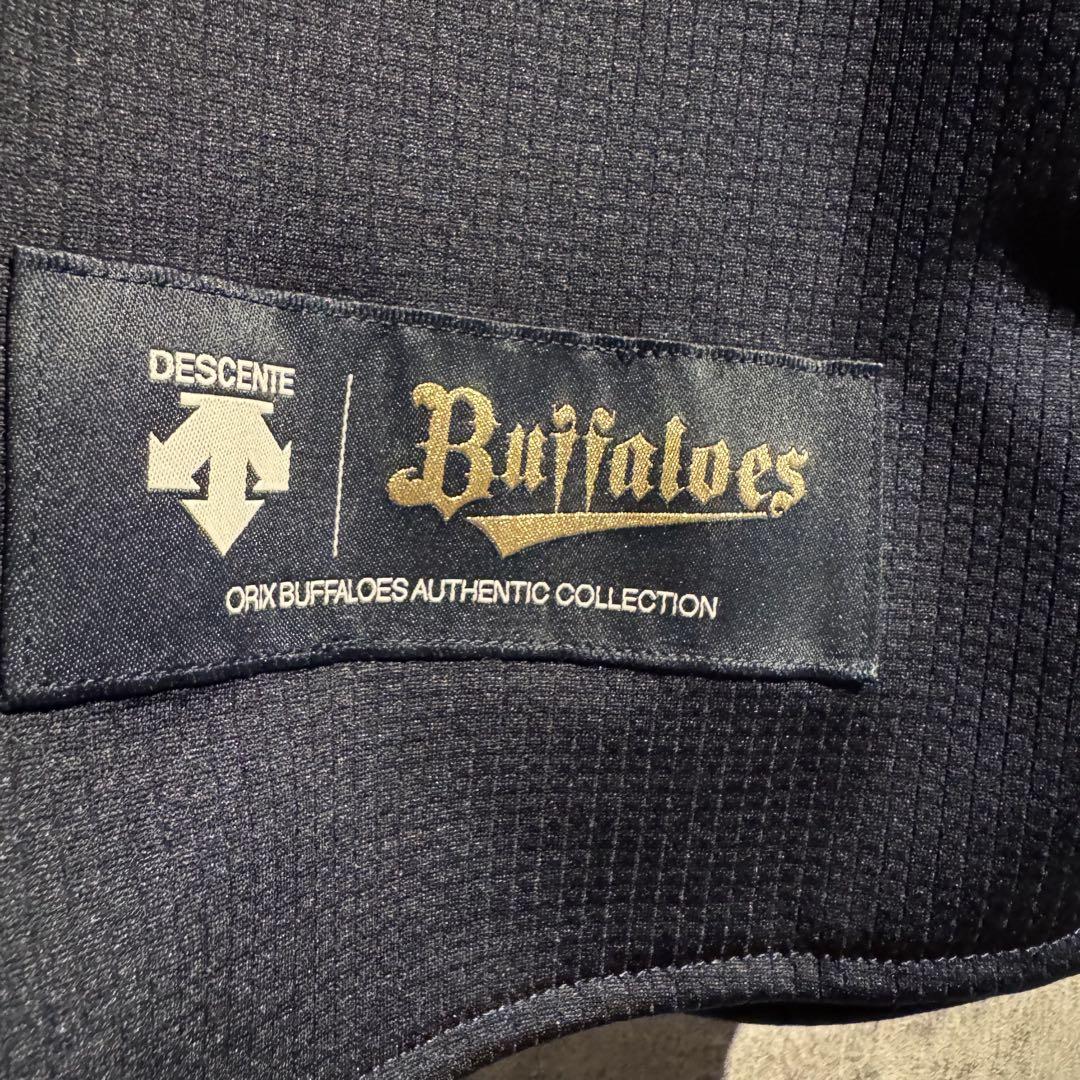 DESCENTE
Buffaloes
ORIX BUFFALOES AUTHENTIC COLLECTION